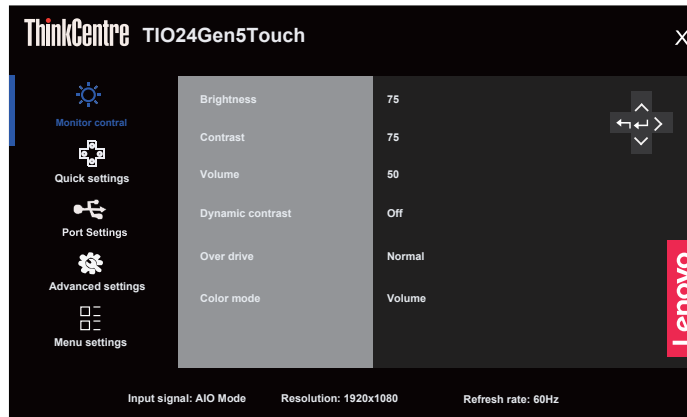 ThinkCentre TIO24Gen5Touch X
Monitor contral
Quick settings
Port Settings
Advanced settings
Menu settings
Brightness 75
Contrast 75
Volume 50
Dynamic contrast Off
Over drive Normal
Color mode Volume
Lenovo
Input signal: AIO Mode Resolution: 1920x1080 Refresh rate: 60Hz